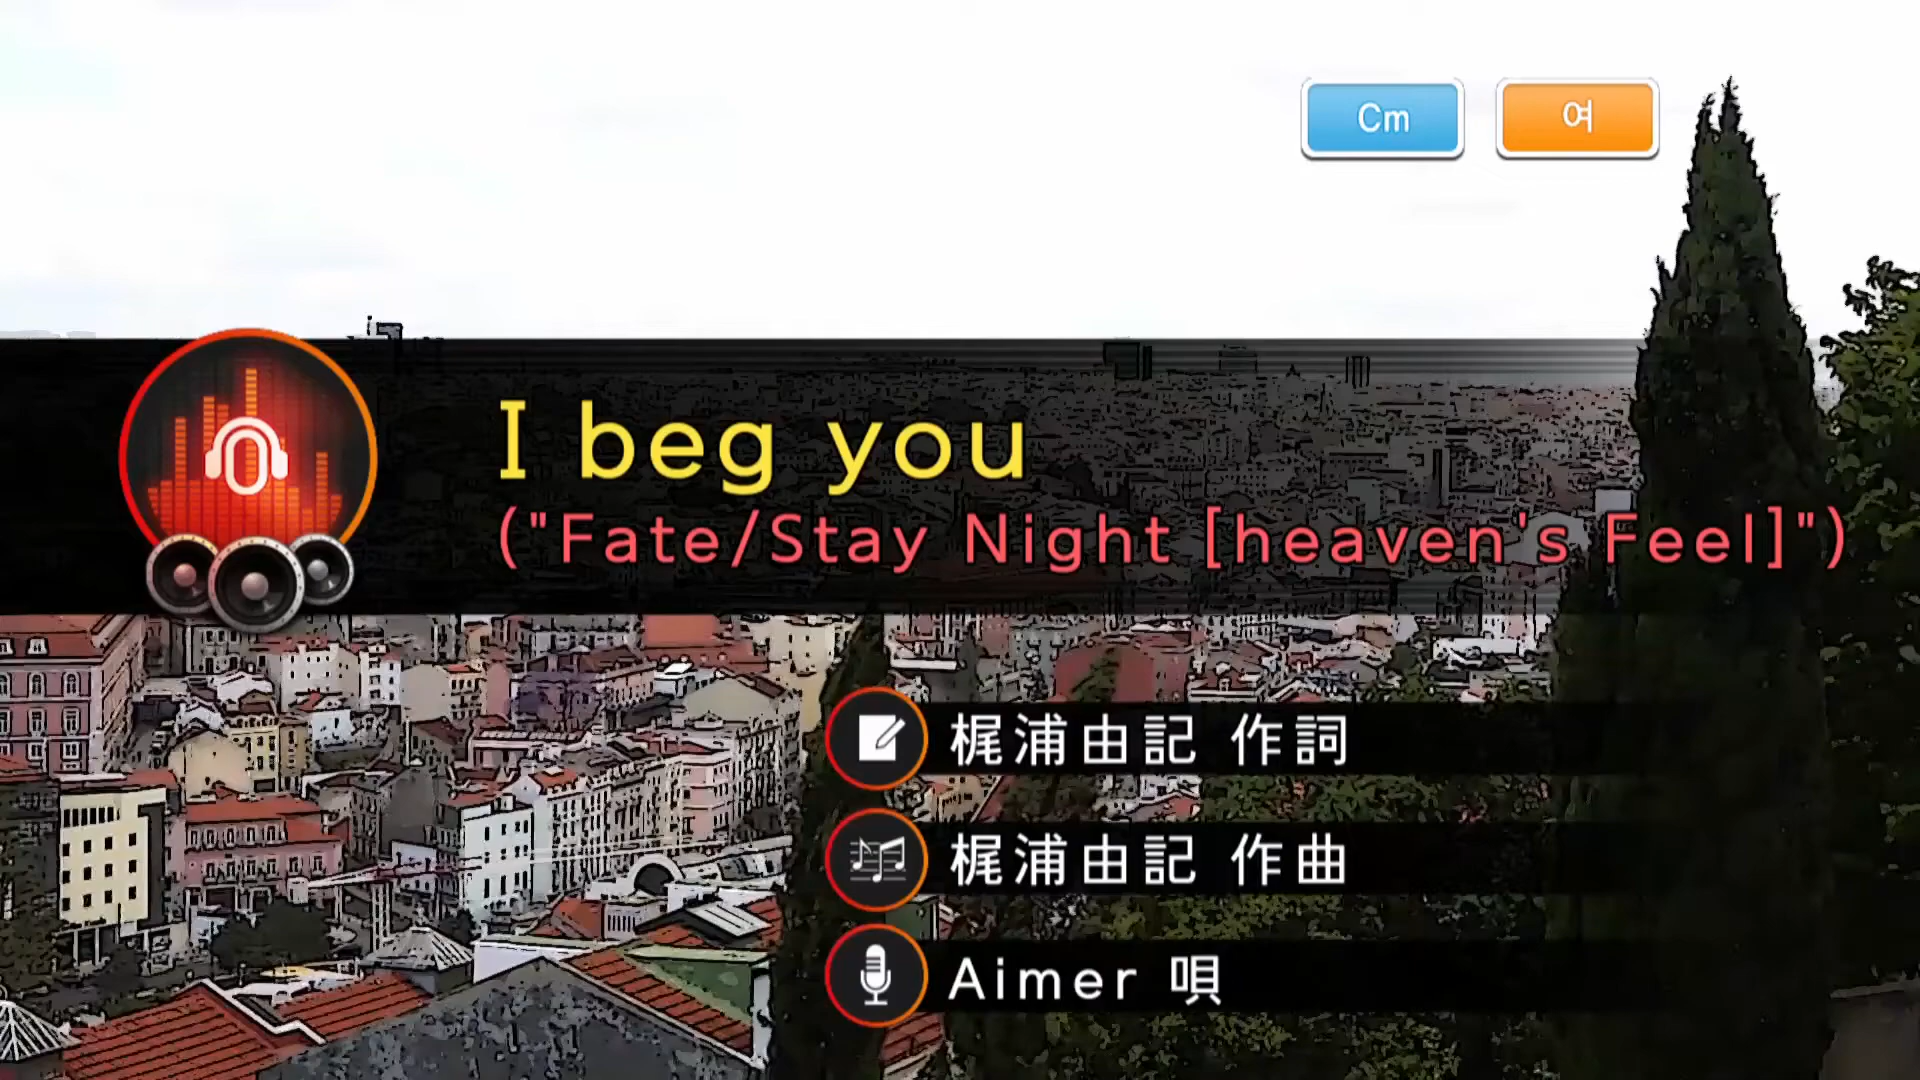 Cm 여
I beg you
("Fate/Stay Night [heaven's Feel]")
梶浦由記 作詞
梶浦由記 作曲
Aimer 唄